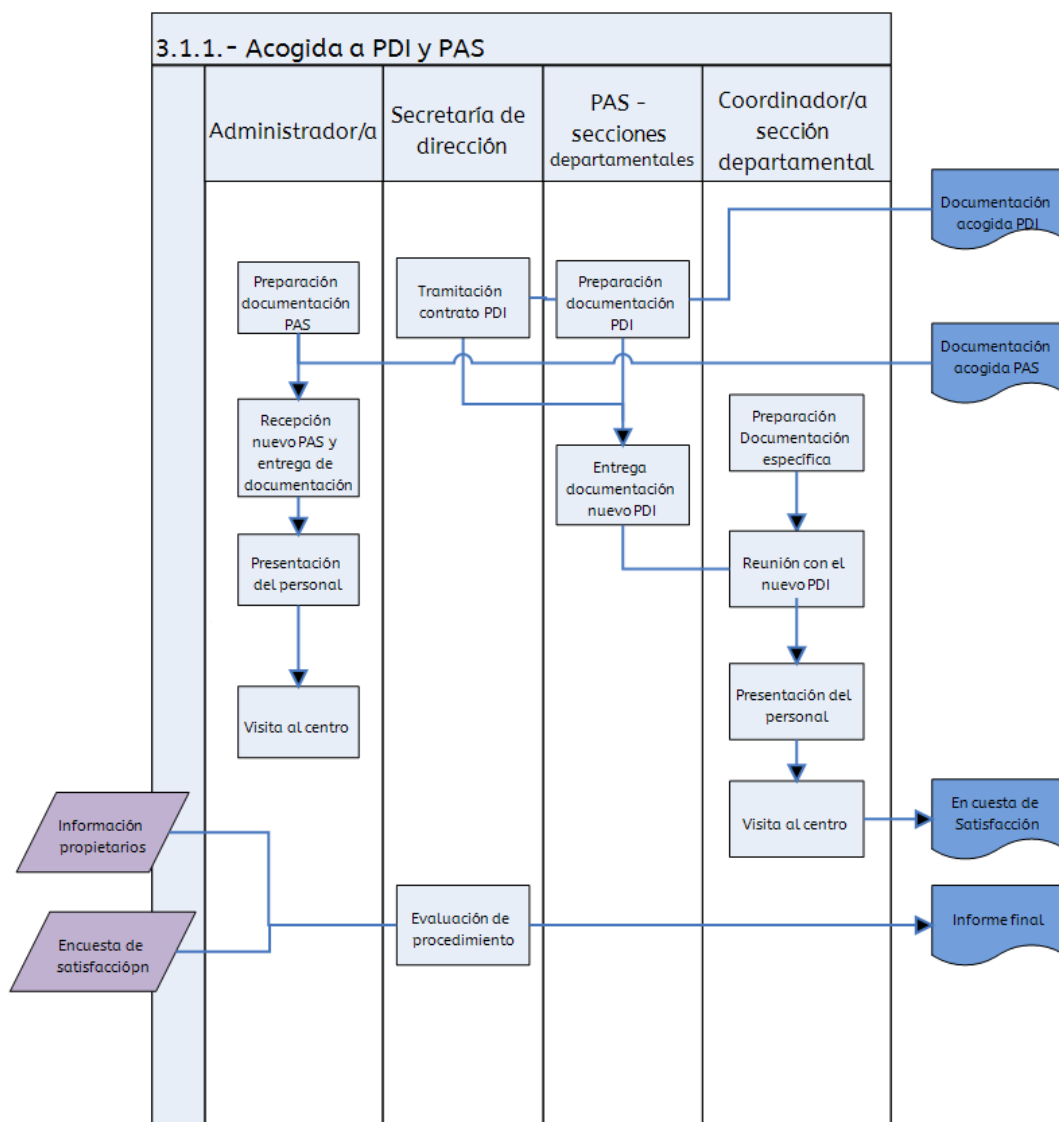 3.1.1.- Acogida a PDI y PAS
Administrador/a
Secretaría de
dirección
PAS -
secciones
departamentales
Coordinador/a
sección
departamental
Documentación
acogida PDI
Preparación
documentación
PAS
Tramitación
contrato PDI
Preparación
documentación
PDI
Documentación
acogida PAS
Recepción
nuevo PAS y
entrega de
documentación
Preparación
Documentación
específica
Entrega
documentación
nuevo PDI
Presentación
del personal
Reunión con el
nuevo PDI
Visita al centro
Presentación del
personal
Información
propietarios
Visita al centro
En cuesta de
Satisfacción
Encuesta de
satisfacciópn
Evaluación de
procedimiento
Informe final